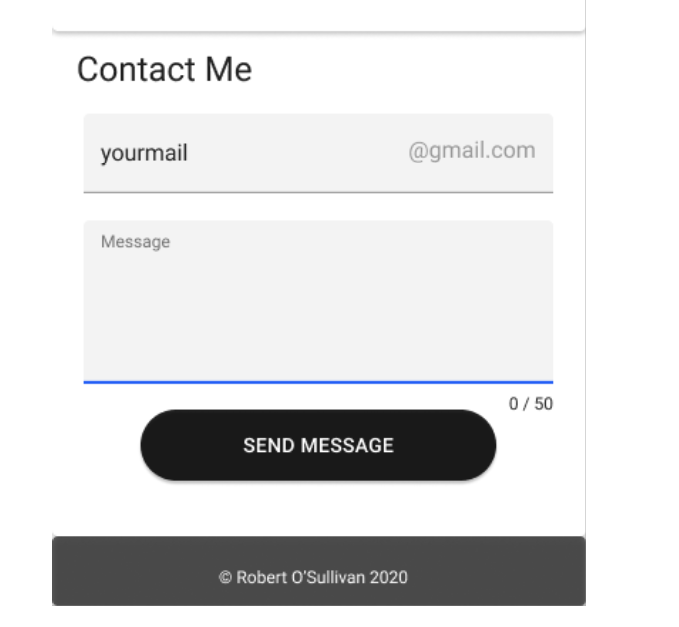 Contact Me
yourmail @gmail.com
Message
0 / 50
SEND MESSAGE
© Robert O'Sullivan 2020